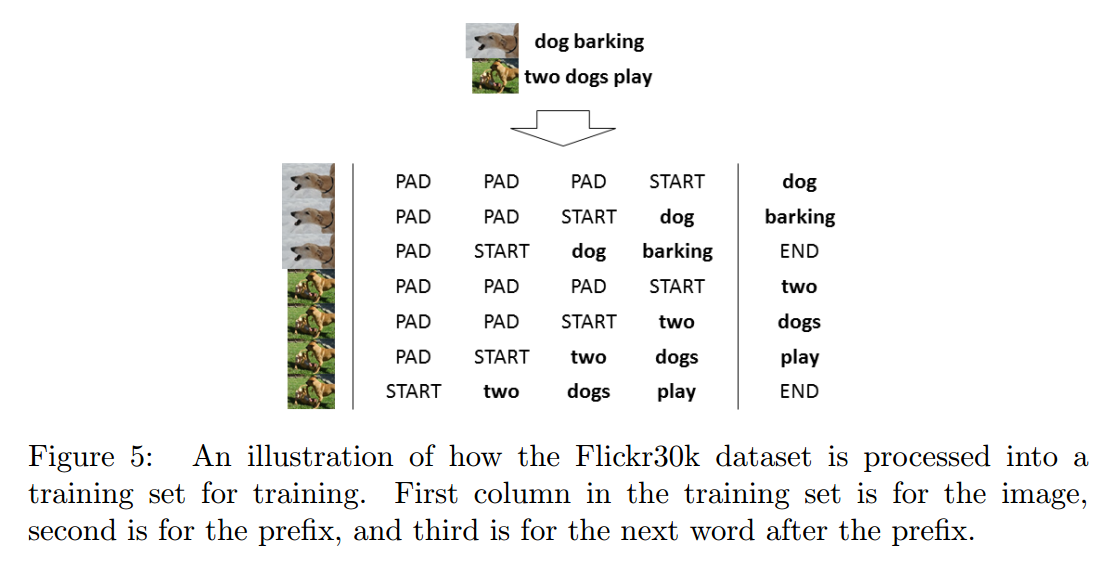 dog barking
two dogs play
PAD PAD PAD START dog
PAD PAD START dog barking
PAD START dog barking END
PAD PAD PAD START two
PAD PAD START two dogs
PAD START two dogs play
START two dogs play END
Figure 5: An illustration of how the Flickr30k dataset is processed into a
training set for training. First column in the training set is for the image,
second is for the prefix, and third is for the next word after the prefix.